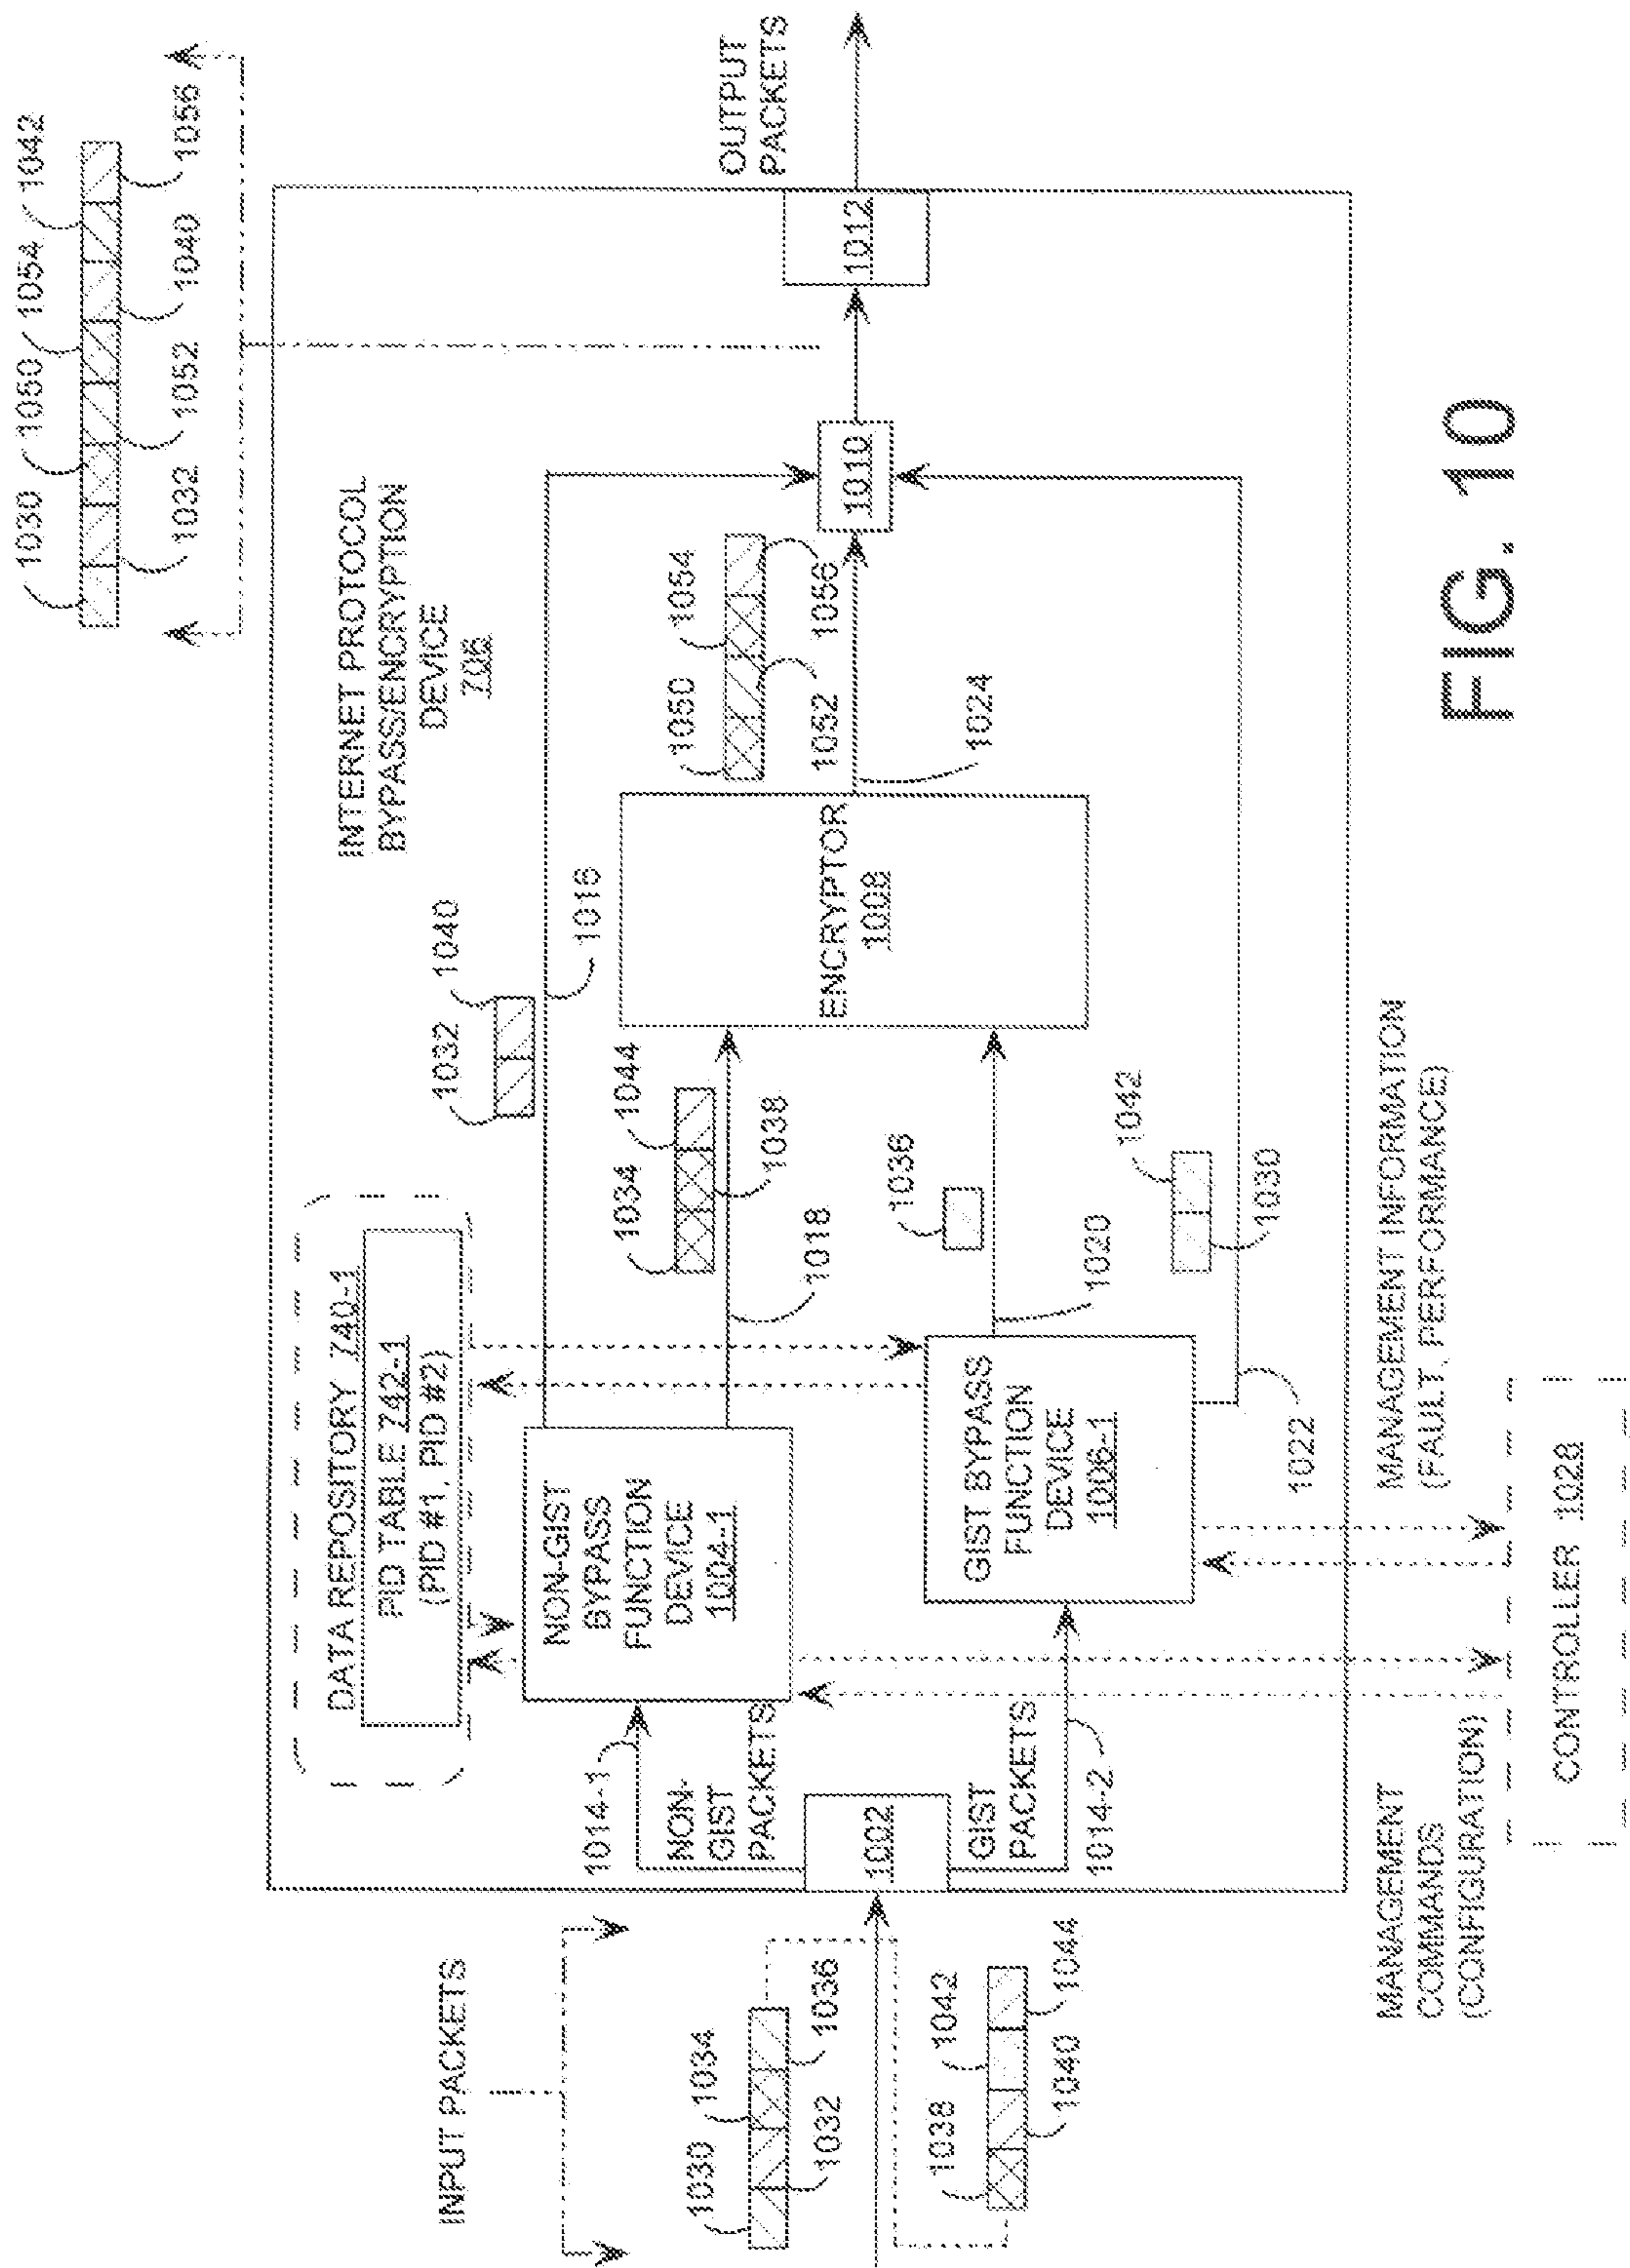 INPUT PACKETS
1030
1034
1032
1036
1038
1042
1040
1044
1002
1014-1
NON-
GIST
PACKETS
GIST
PACKETS
1014-2
DATA REPOSITORY 740-1
PID TABLE 742-1
(PID #1, PID #2)
NON-GIST
BYPASS
FUNCTION
DEVICE
1004-1
GIST BYPASS
FUNCTION
DEVICE
1006-1
1032
1040
1016
1034
1044
1038
1018
1036
1020
1042
1030
1022
INTERNET PROTOCOL
BYPASS/ENCRYPTION
DEVICE
706
ENCRYPTOR
1008
1050
1054
1052
1056
1024
1010
1012
OUTPUT
PACKETS
1030
1050
1054
1042
1032
1052
1040
1056
MANAGEMENT
COMMANDS
(CONFIGURATION)
MANAGEMENT INFORMATION
(FAULT, PERFORMANCE)
CONTROLLER 1028
FIG. 10